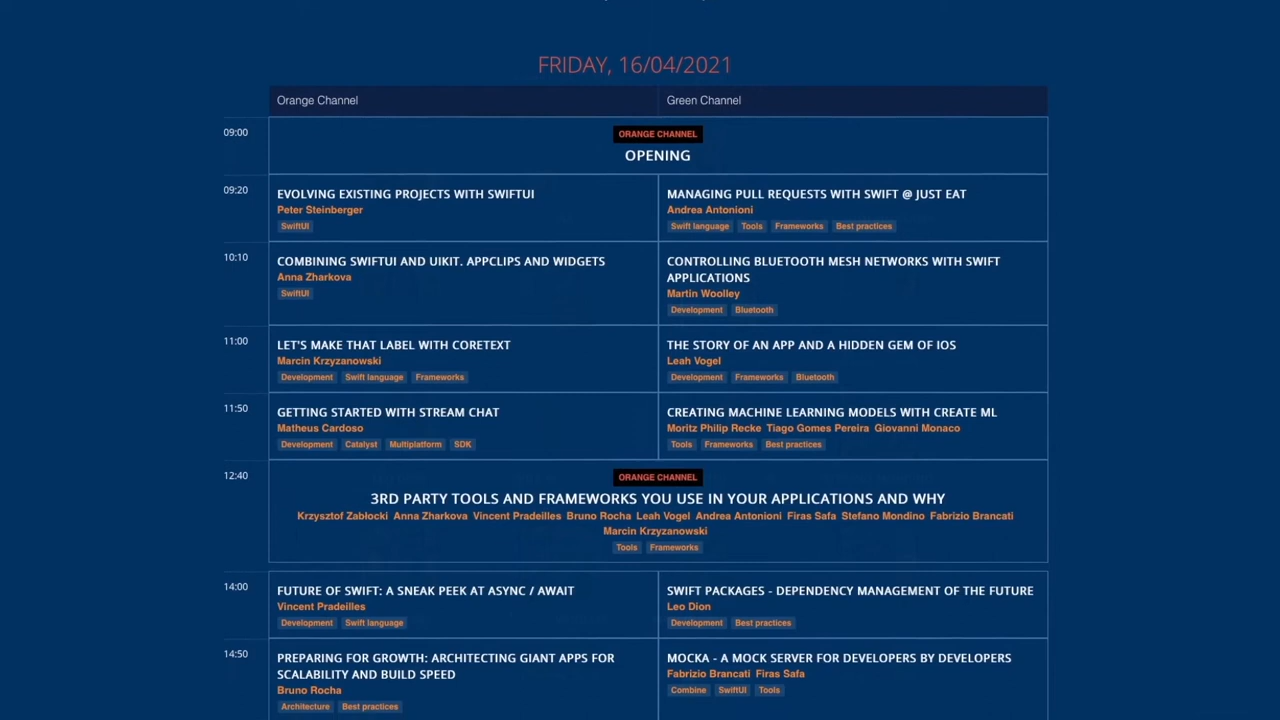 FRIDAY, 16/04/2021
Orange Channel
Green Channel
09:00
ORANGE CHANNEL
OPENING
09:20
EVOLVING EXISTING PROJECTS WITH SWIFTUI
Peter Steinberger
SwiftUI
MANAGING PULL REQUESTS WITH SWIFT @ JUST EAT
Andrea Antonioni
Swift language Tools Frameworks Best practices
10:10
COMBINING SWIFTUI AND UIKIT. APPCLIPS AND WIDGETS
Anna Zharkova
SwiftUI
CONTROLLING BLUETOOTH MESH NETWORKS WITH SWIFT
APPLICATIONS
Martin Woolley
Development Bluetooth
11:00
LET'S MAKE THAT LABEL WITH CORETEXT
Marcin Krzyzanowski
Development Swift language Frameworks
THE STORY OF AN APP AND A HIDDEN GEM OF IOS
Leah Vogel
Development Frameworks Bluetooth
11:50
GETTING STARTED WITH STREAM CHAT
Matheus Cardoso
Development Catalyst Multiplatform SDK
CREATING MACHINE LEARNING MODELS WITH CREATE ML
Moritz Philip Recke Tiago Gomes Pereira Giovanni Monaco
Tools Frameworks Best practices
12:40
ORANGE CHANNEL
3RD PARTY TOOLS AND FRAMEWORKS YOU USE IN YOUR APPLICATIONS AND WHY
Krzysztof Zabłocki Anna Zharkova Vincent Pradeilles Bruno Rocha Leah Vogel Andrea Antonioni Firas Safa Stefano Mondino Fabrizio Brancati
Marcin Krzyzanowski
Tools Frameworks
14:00
FUTURE OF SWIFT: A SNEAK PEEK AT ASYNC / AWAIT
Vincent Pradeilles
Development Swift language
SWIFT PACKAGES - DEPENDENCY MANAGEMENT OF THE FUTURE
Leo Dion
Development Best practices
14:50
PREPARING FOR GROWTH: ARCHITECTING GIANT APPS FOR
SCALABILITY AND BUILD SPEED
Bruno Rocha
Architecture Best practices
MOCKA - A MOCK SERVER FOR DEVELOPERS BY DEVELOPERS
Fabrizio Brancati Firas Safa
Combine SwiftUI Tools